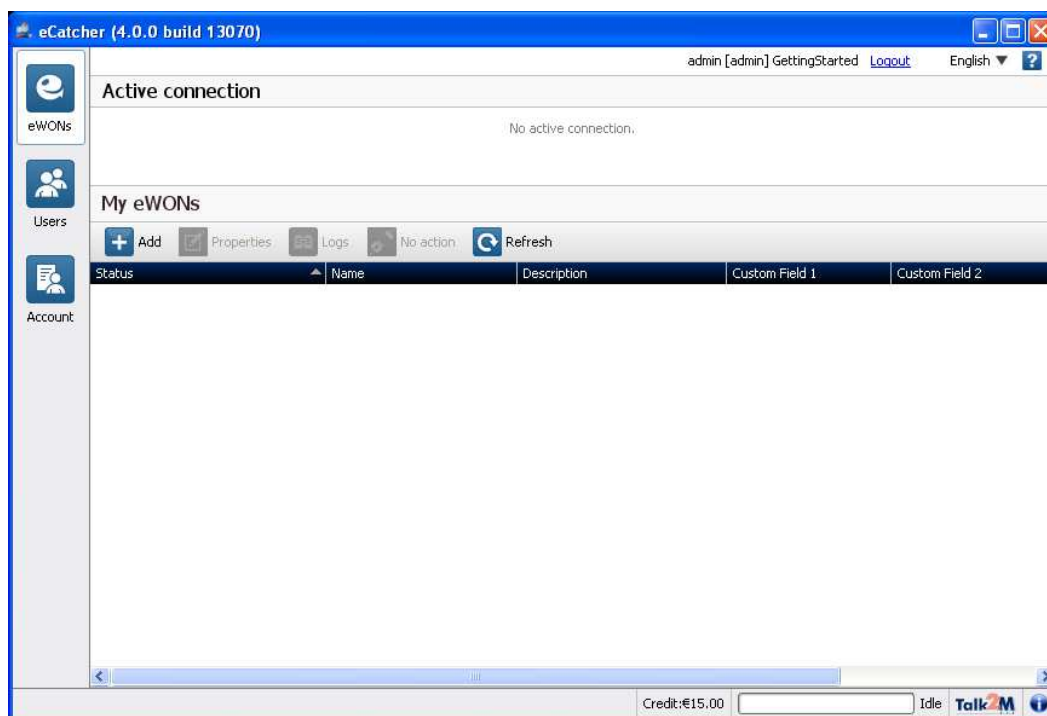 eCatcher (4.0.0 build 13070)
admin [admin] GettingStarted Logout English ?
Active connection
eWONs
No active connection.
My eWONs
Users
Add Properties Logs No action Refresh
Status Name Description Custom Field 1 Custom Field 2
Account
Credit:€15.00 Idle Talk2M